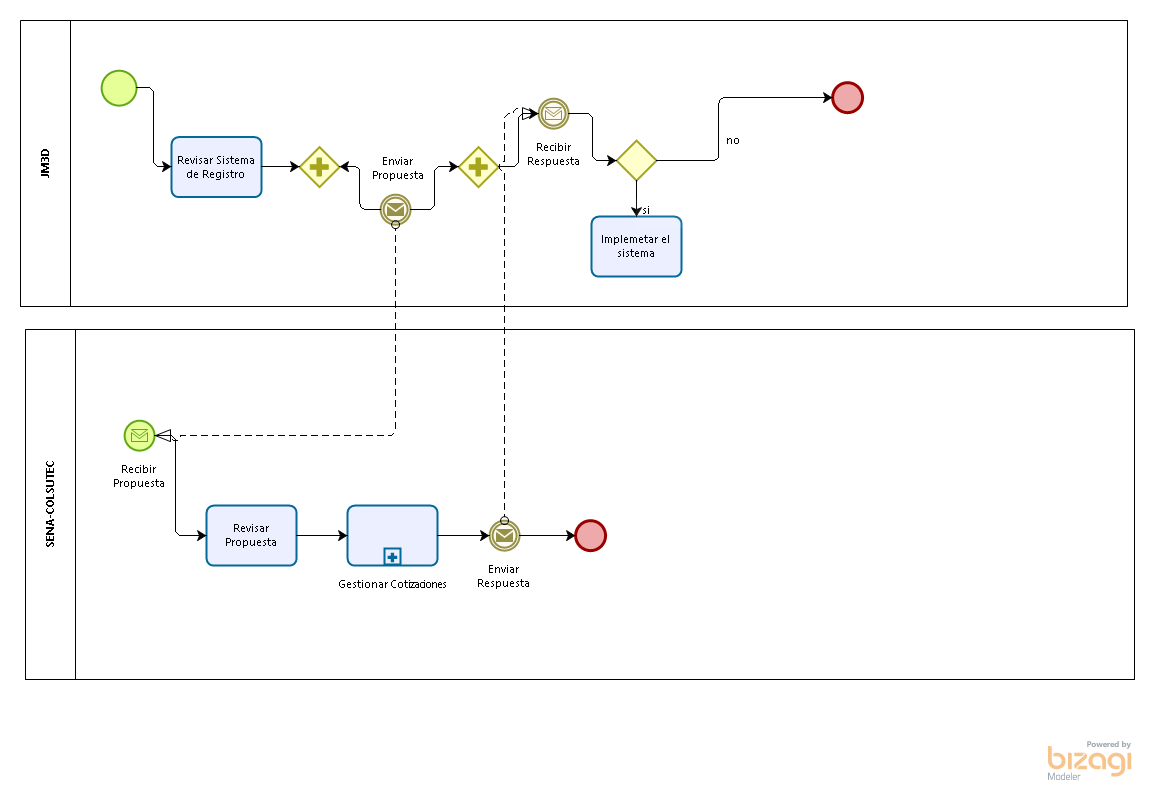 JM3D
Revisar Sistema
de Registro
Enviar
Propuesta
Recibir
Respuesta
no
si
Implemetar el
sistema
SENA-COLSUTEC
Recibir
Propuesta
Revisar
Propuesta
Gestionar Cotizaciones
Enviar
Respuesta
Powered by
bizagi
Modeler